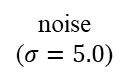 noise
(σ = 5.0)